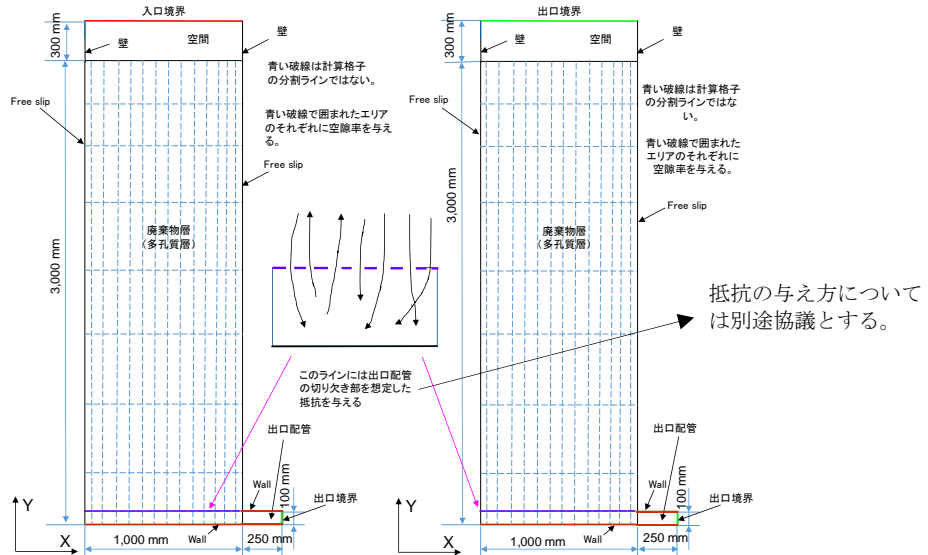 入口境界
300 mm
壁
空間
壁
青い破線は計算格子
の分割ラインではない。
Free slip
青い破線で囲まれたエリア
のそれぞれに空隙率を与え
る。
Free slip
3,000 mm
廃棄物層
(多孔質層)
このラインには出口配管
の切り欠き部を想定した
抵抗を与える
出口配管
Wall
100 mm
出口境界
Y
X
1,000 mm
Wall
250 mm
出口境界
300 mm
壁
空間
壁
青い破線は計算格子
の分割ラインではな
い。
Free slip
青い破線で囲まれた
エリアのそれぞれに
空隙率を与える。
Free slip
3,000 mm
廃棄物層
(多孔質層)
抵抗の与え方について
は別途協議とする。
出口配管
Wall
100 mm
出口境界
Y
X
1,000 mm
Wall
250 mm